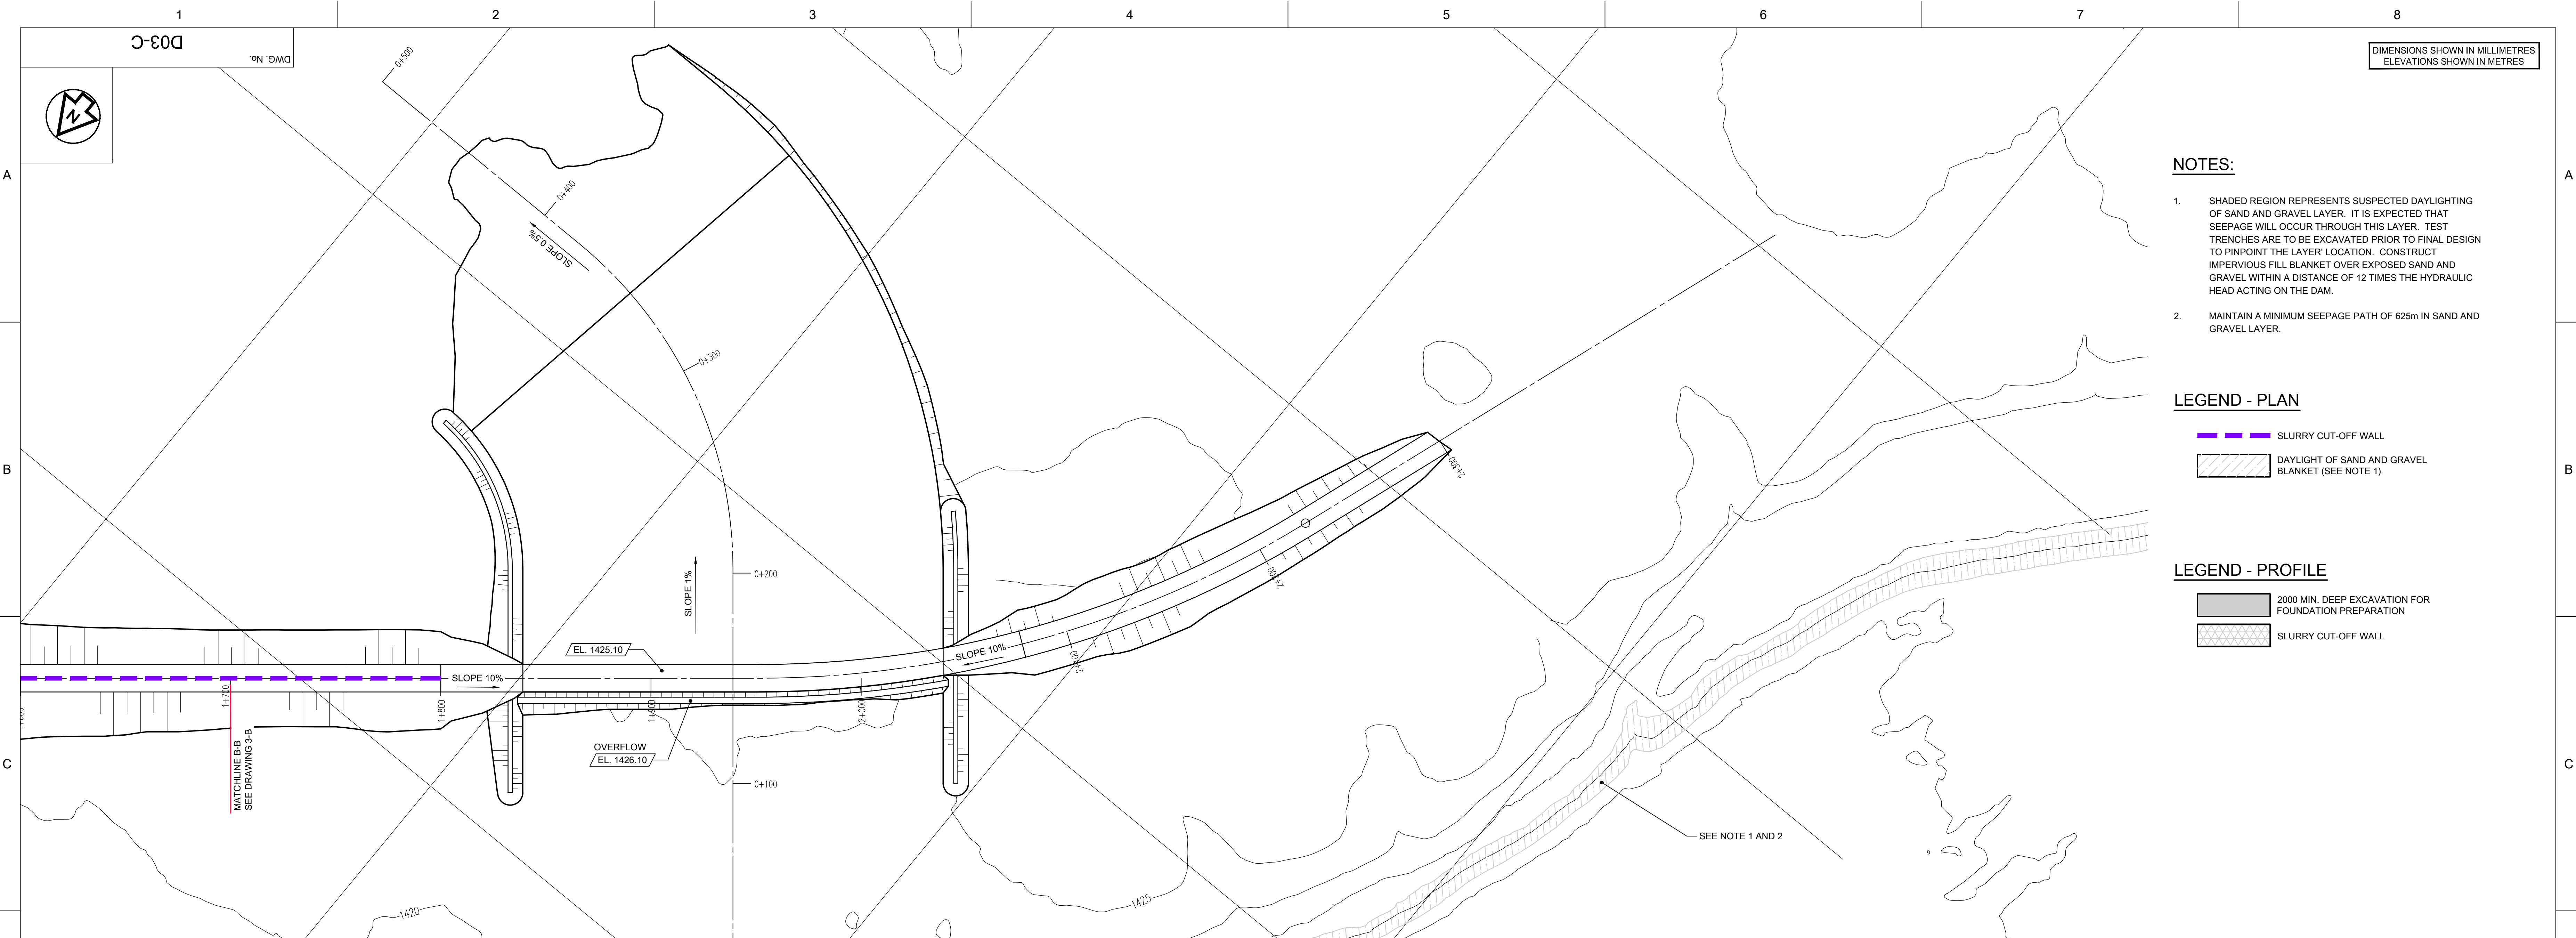 1
2
3
4
5
6
7
8
D03-C
DWG. No.
N
A
B
C
A
B
C
0+500
0+400
SLOPE 0.5%
0+300
0+200
SLOPE 1%
0+100
EL. 1425.10
SLOPE 10%
SLOPE 10%
1+700
1+800
1+900
2+000
2+100
2+200
2+300
OVERFLOW
EL. 1426.10
MATCHLINE B-B
SEE DRAWING 3-B
1420
1425
SEE NOTE 1 AND 2
DIMENSIONS SHOWN IN MILLIMETRES
ELEVATIONS SHOWN IN METRES
NOTES:
1. SHADED REGION REPRESENTS SUSPECTED DAYLIGHTING
OF SAND AND GRAVEL LAYER. IT IS EXPECTED THAT
SEEPAGE WILL OCCUR THROUGH THIS LAYER. TEST
TRENCHES ARE TO BE EXCAVATED PRIOR TO FINAL DESIGN
TO PINPOINT THE LAYER' LOCATION. CONSTRUCT
IMPERVIOUS FILL BLANKET OVER EXPOSED SAND AND
GRAVEL WITHIN A DISTANCE OF 12 TIMES THE HYDRAULIC
HEAD ACTING ON THE DAM.
2. MAINTAIN A MINIMUM SEEPAGE PATH OF 625m IN SAND AND
GRAVEL LAYER.
LEGEND - PLAN
SLURRY CUT-OFF WALL
DAYLIGHT OF SAND AND GRAVEL
BLANKET (SEE NOTE 1)
LEGEND - PROFILE
2000 MIN. DEEP EXCAVATION FOR
FOUNDATION PREPARATION
SLURRY CUT-OFF WALL